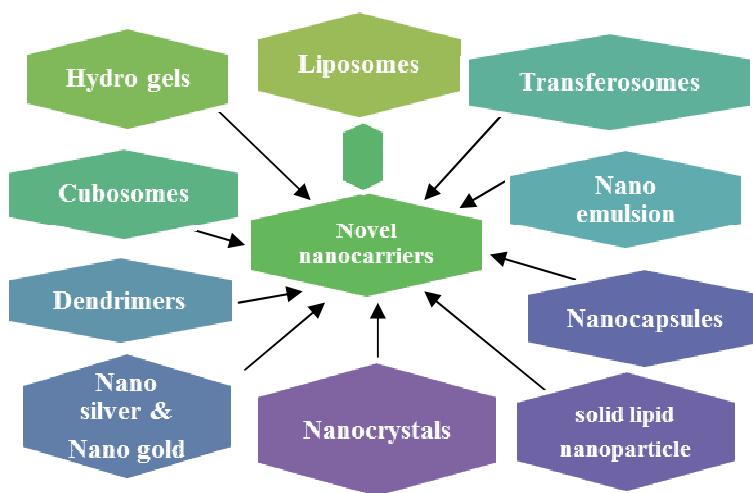 Hydro gels
Liposomes
Transferosomes
Cubosomes
Novel
nanocarriers
Nano
emulsion
Dendrimers
Nanocapsules
Nano
silver &
Nano gold
Nanocrystals
solid lipid
nanoparticle